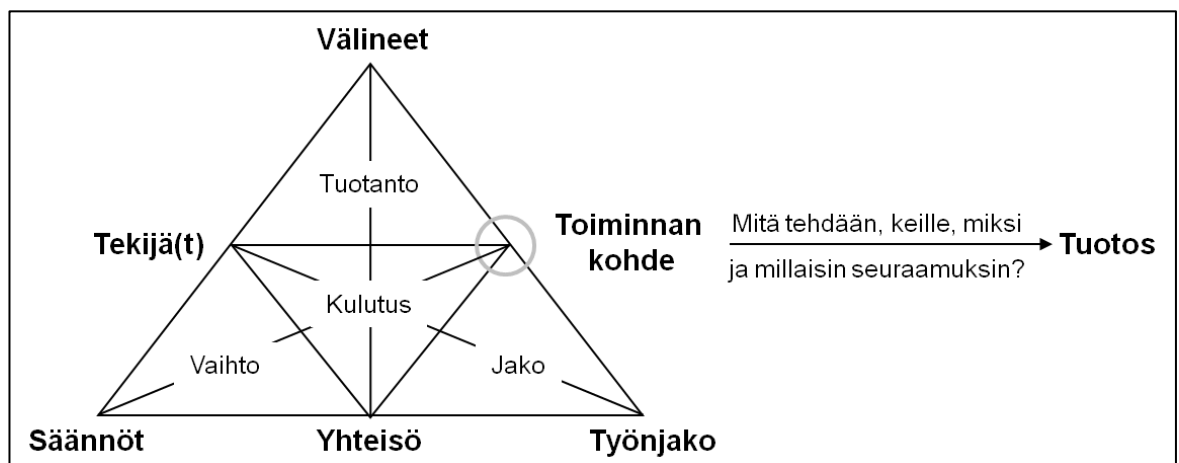 Välineet
Tuotanto
Tekijä(t)
Toiminnan
kohde
Mitä tehdään, keille, miksi
ja millaisin seuraamuksin?
Tuotos
Kulutus
Vaihto
Jako
Säännöt
Yhteisö
Työnjako